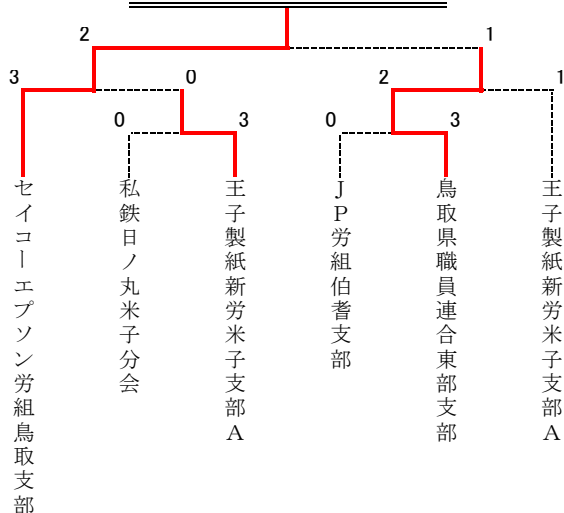 2
1
3
0
2
1
0
3
0
3
セイコーエプソン労組鳥取支部
私鉄日ノ丸米子分会
王子製紙新労米子支部A
JP労組伯耆支部
鳥取県職員連合東部支部
王子製紙新労米子支部A